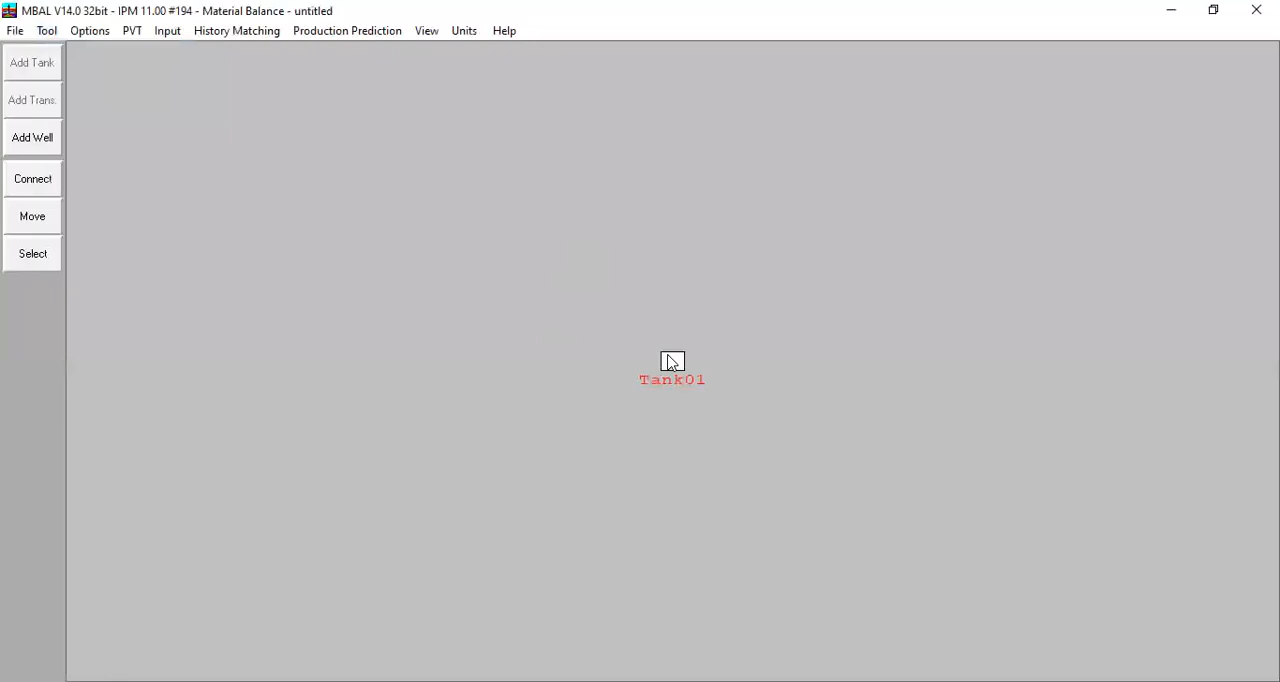 MBAL V14.0 32bit - IPM 11.00 #194 - Material Balance - untitled
File Tool Options PVT Input History Matching Production Prediction View Units Help
Add Tank
Add Trans.
Add Well
Connect
Move
Select
Tank01